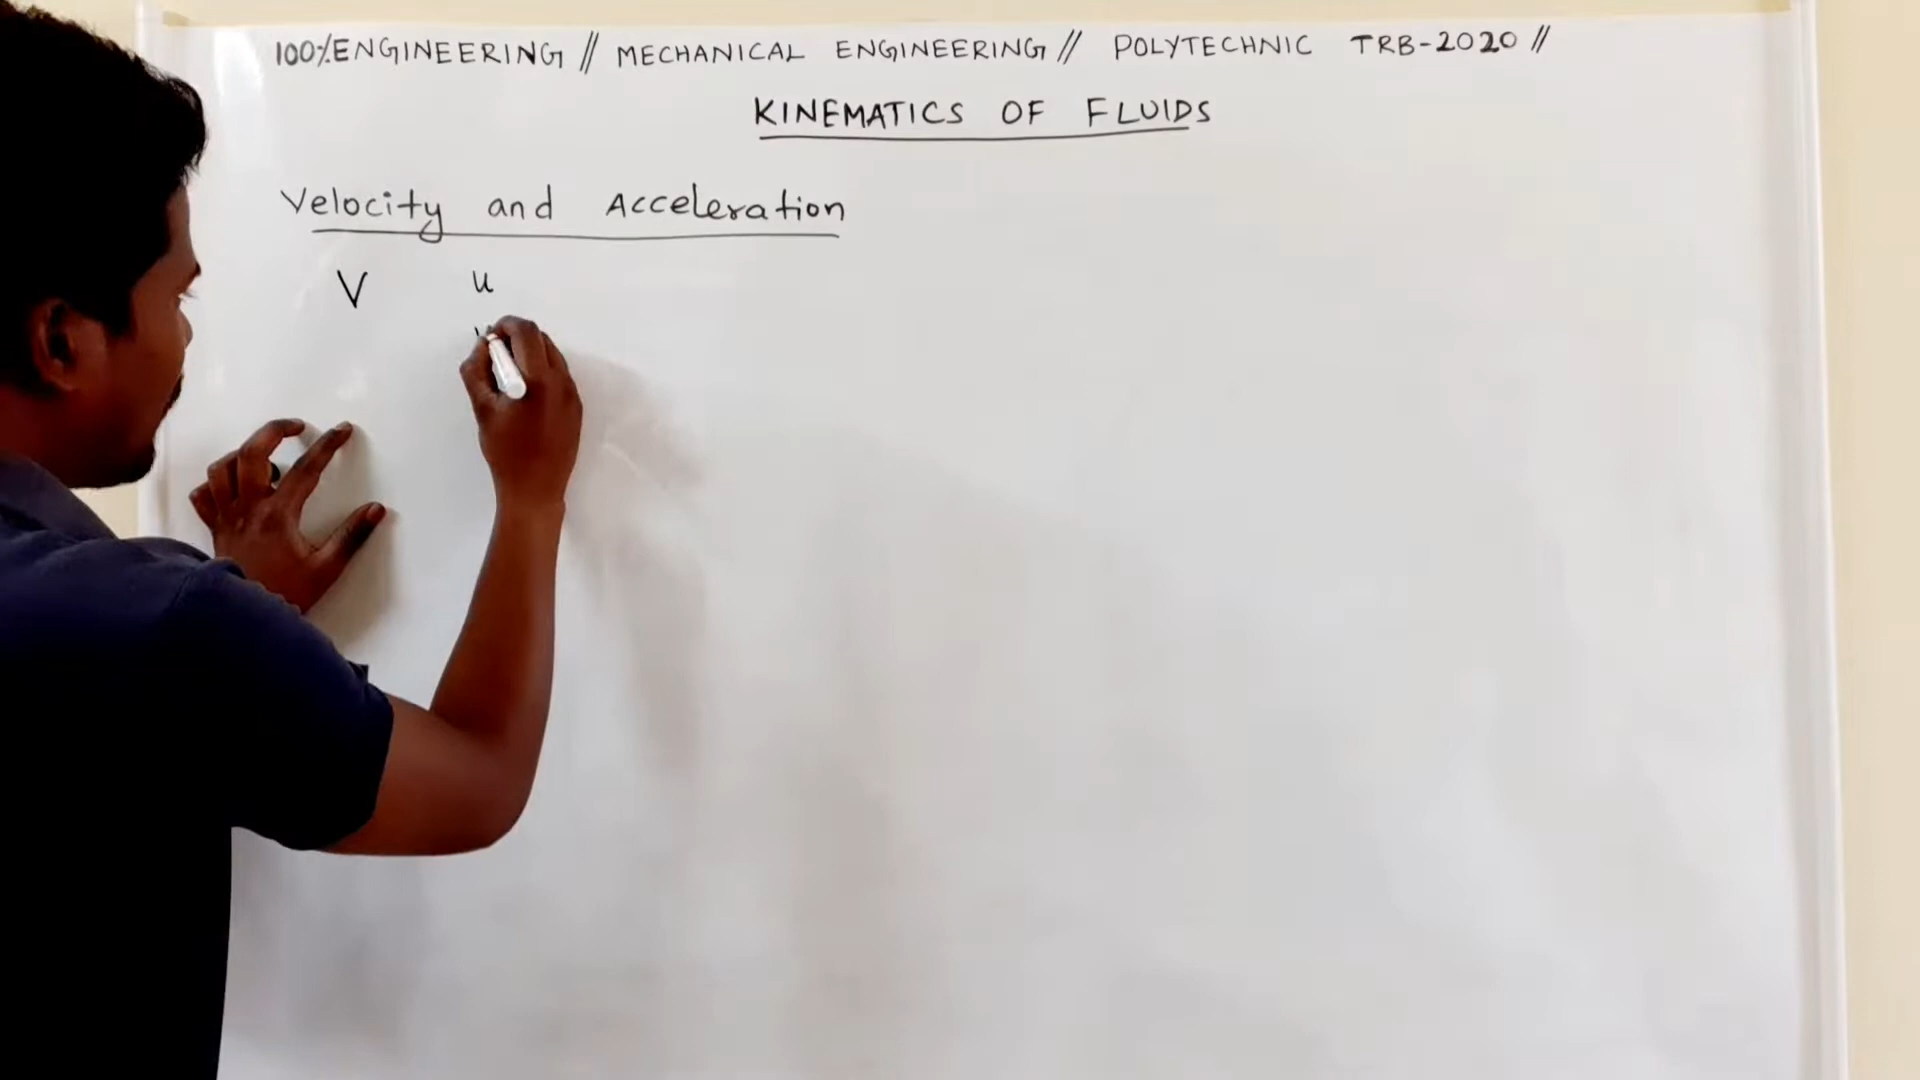 100%ENGINEERING // MECHANICAL ENGINEERING // POLYTECHNIC TRB-2020 //
KINEMATICS OF FLUIDS
Velocity and Acceleration
V u